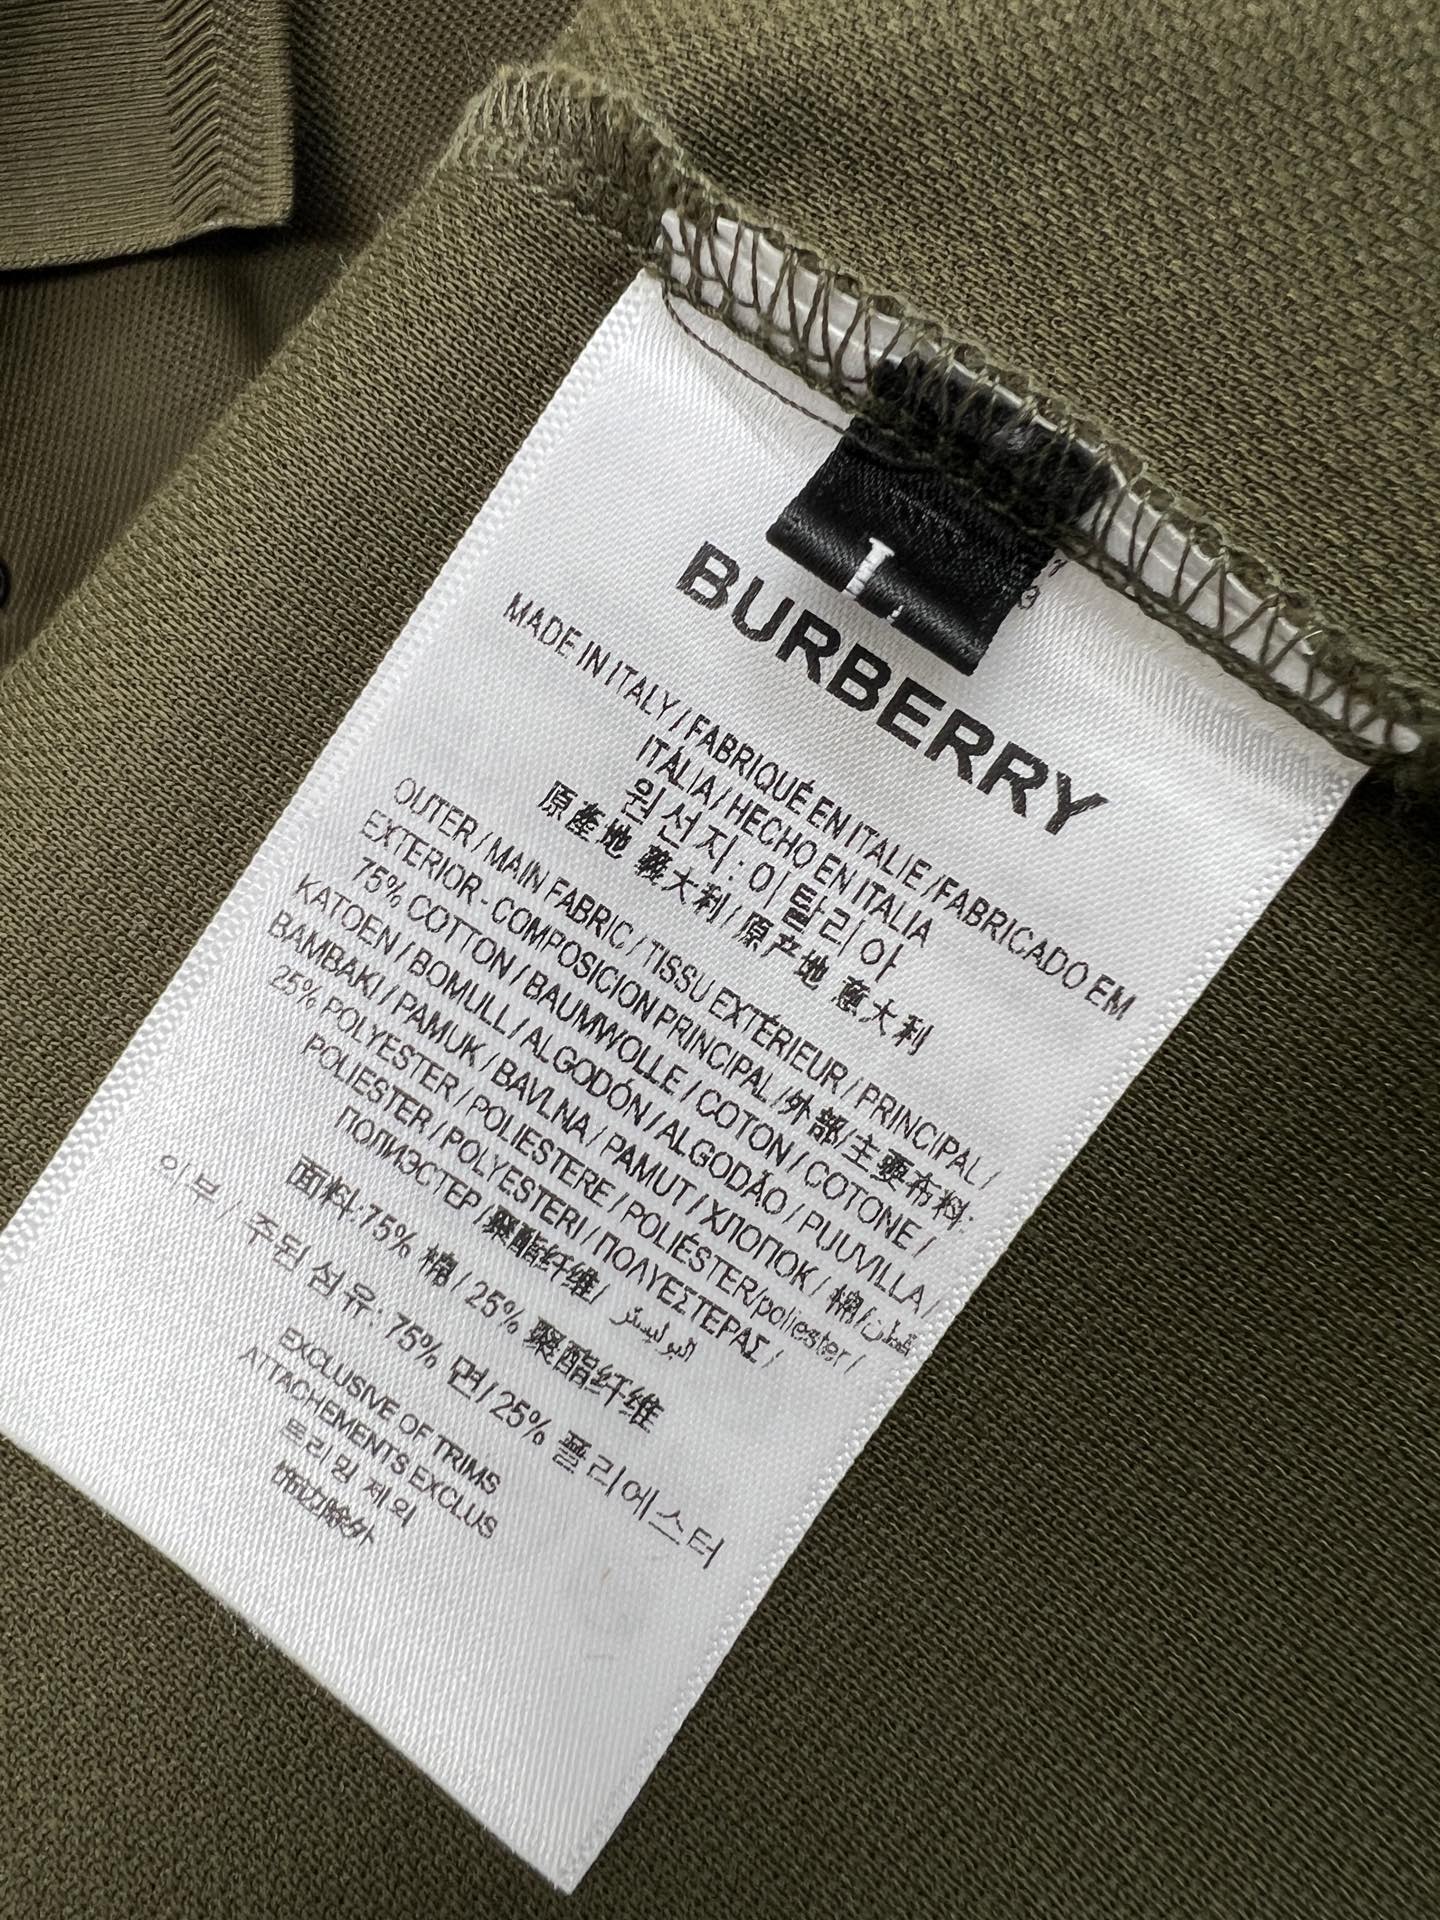 L
BURBERRY
MADE IN ITALY / FABRIQUÉ EN ITALIE /FABRICADO EM
ITALIA / HECHO EN ITALIA
원선지: 이탈리아
原產地 義大利 / 原产地 意大利
OUTER / MAIN FABRIC / TISSU EXTÉRIEUR / PRINCIPAL /
EXTERIOR - COMPOSICION PRINCIPAL /外部/主要布料:
75% COTTON / BAUMWOLLE / COTON / COTONE /
KATOEN / BOMULL / ALGODÓN / ALGODÃO / PUUVILLA /
BAMBAKI / PAMUK / BAVLNA / PAMUT / ХЛОПОК / 棉/قطن
25% POLYESTER / POLIESTERE / POLIÉSTER/poliester /
POLIESTER / POLYESTERI / ΠΟΛΥΕΣΤΕΡΑΣ /
ПОЛИЭСТЕР / 聚酯纤维/ البوليستر
面料:75% 棉 / 25% 聚酯纤维
이부 / 주된 섬유: 75% 면 / 25% 폴리에스터
EXCLUSIVE OF TRIMS
ATTACHEMENTS EXCLUS
트리밍 제외
饰边除外